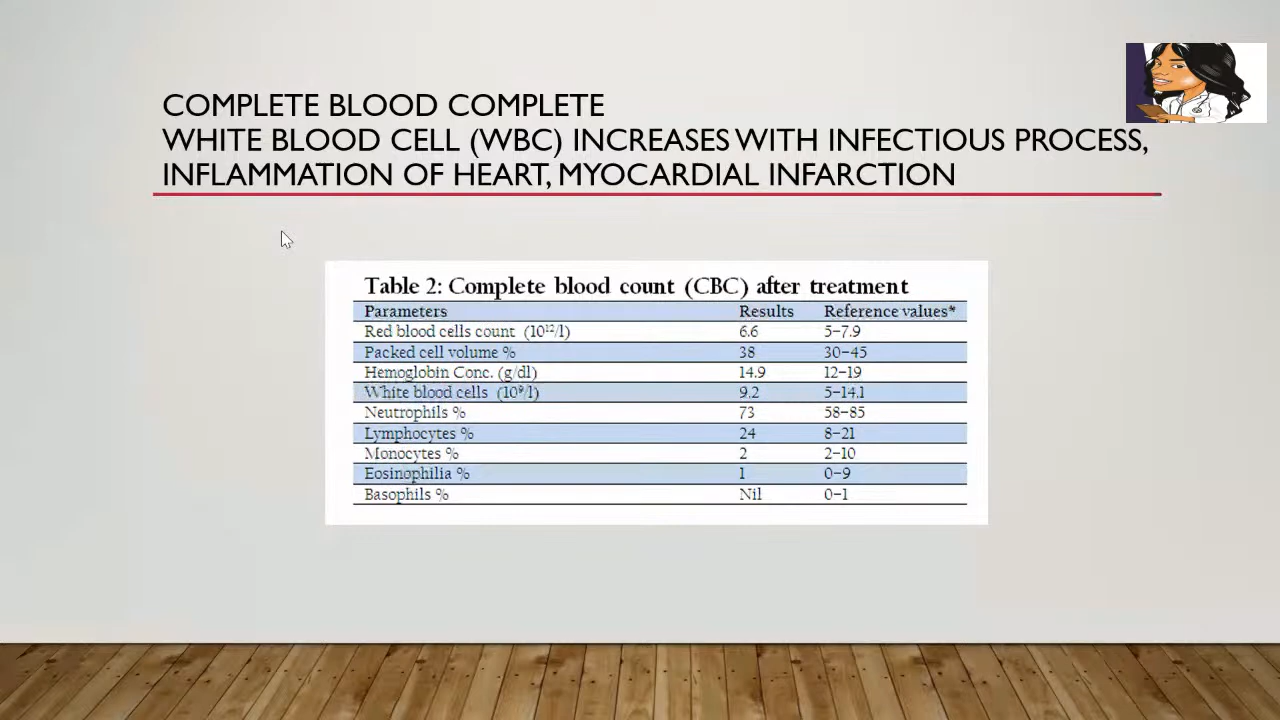 COMPLETE BLOOD COMPLETE
WHITE BLOOD CELL (WBC) INCREASES WITH INFECTIOUS PROCESS,
INFLAMMATION OF HEART, MYOCARDIAL INFARCTION
Table 2: Complete blood count (CBC) after treatment
Parameters Results Reference values*
Red blood cells count (10¹²/l) 6.6 5–7.9
Packed cell volume % 38 30–45
Hemoglobin Conc. (g/dl) 14.9 12–19
White blood cells (10⁹/l) 9.2 5–14.1
Neutrophils % 73 58–85
Lymphocytes % 24 8–21
Monocytes % 2 2–10
Eosinophilia % 1 0–9
Basophils % Nil 0–1